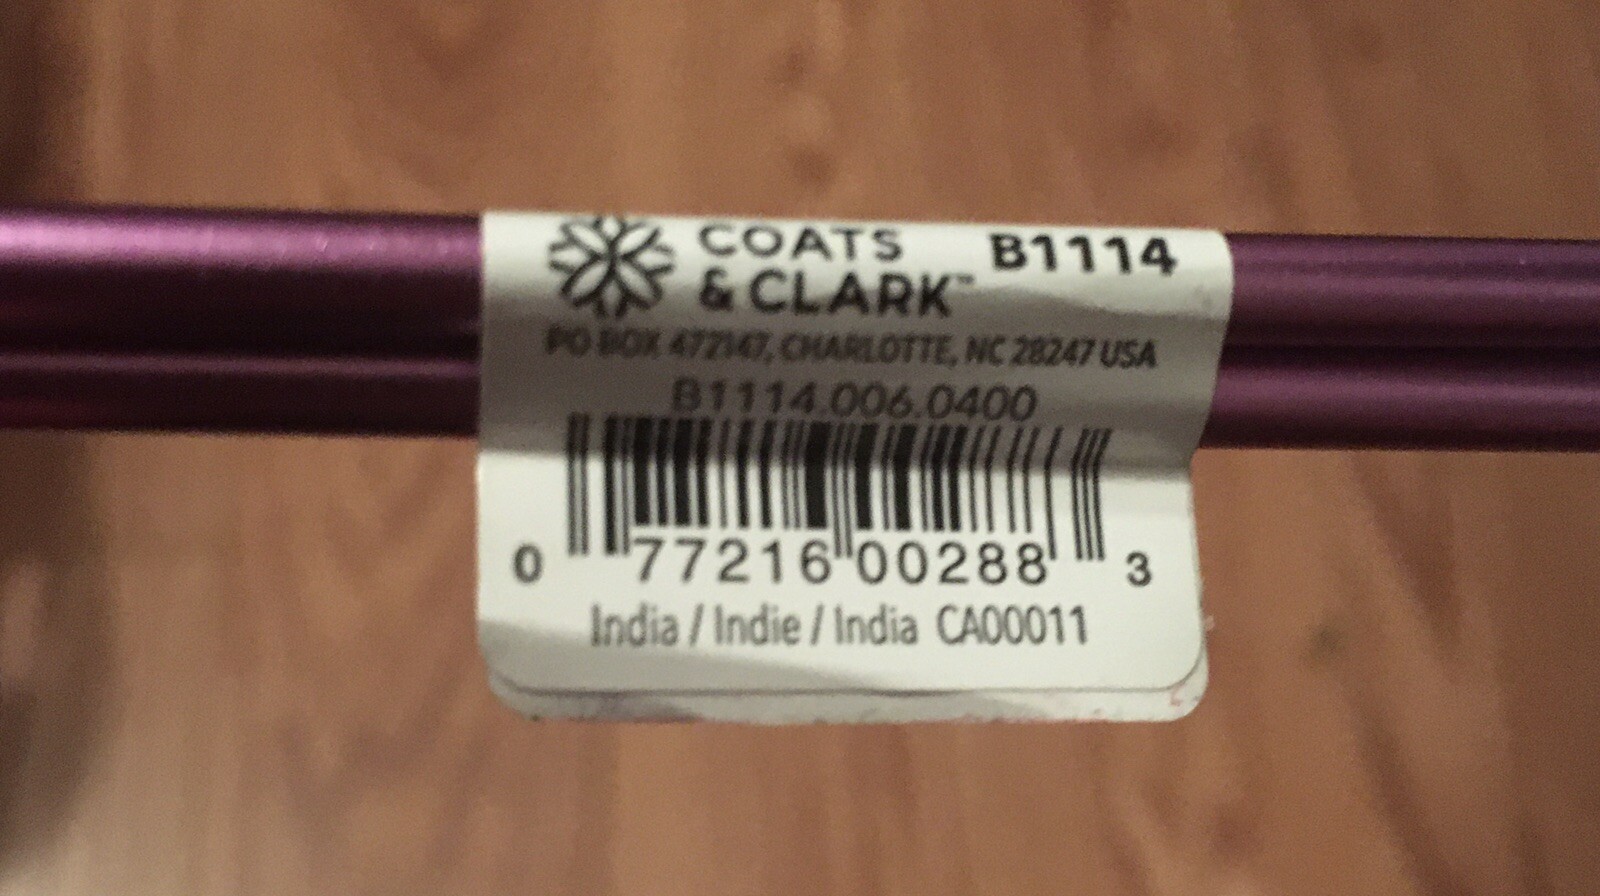 COATS
& CLARK™
B1114
PO BOX 472147, CHARLOTTE, NC 28247 USA
B1114.006.0400
0 77216 00288 3
India / Indie / India CA00011